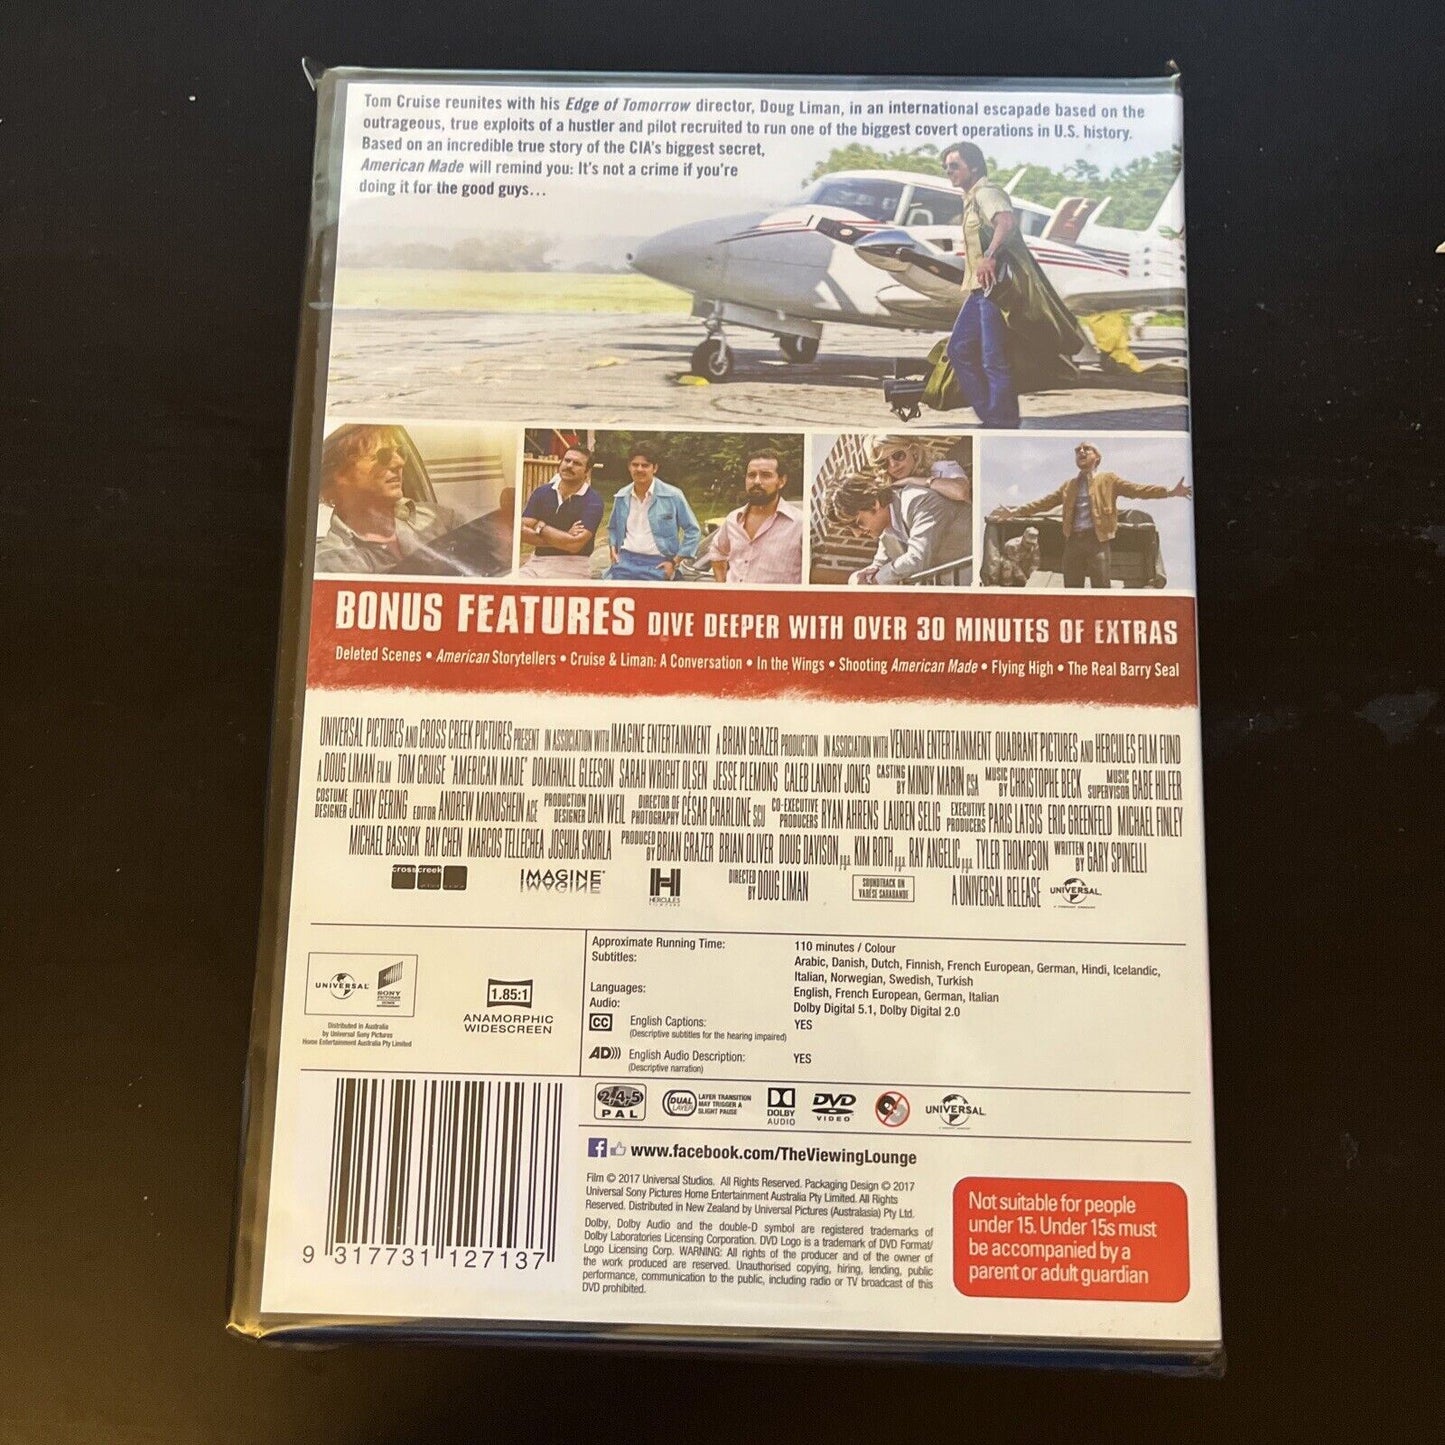 Tom Cruise reunites with his Edge of Tomorrow director, Doug Liman, in an international escapade based on the
outrageous, true exploits of a hustler and pilot recruited to run one of the biggest covert operations in U.S. history.
Based on an incredible true story of the CIA's biggest secret,
American Made will remind you: It's not a crime if you're
doing it for the good guys...
BONUS FEATURES DIVE DEEPER WITH OVER 30 MINUTES OF EXTRAS
Deleted Scenes • American Storytellers • Cruise & Liman: A Conversation • In the Wings • Shooting American Made • Flying High • The Real Barry Seal
UNIVERSAL PICTURES AND CROSS CREEK PICTURES PRESENT IN ASSOCIATION WITH IMAGINE ENTERTAINMENT A BRIAN GRAZER PRODUCTION IN ASSOCIATION WITH VENDIAN ENTERTAINMENT QUADRANT PICTURES AND HERCULES FILM FUND
A DOUG LIMAN FILM TOM CRUISE "AMERICAN MADE" DOMHNALL GLEESON SARAH WRIGHT OLSEN JESSE PLEMONS CALEB LANDRY JONES CASTING BY MINDY MARIN CSA MUSIC BY CHRISTOPHE BECK MUSIC SUPERVISOR GABE HILFER
COSTUME DESIGNER JENNY GERING EDITOR ANDREW MONDSHEIN ACE PRODUCTION DESIGNER DAN WEIL DIRECTOR OF PHOTOGRAPHY CÉSAR CHARLONE SCU CO-EXECUTIVE PRODUCERS RYAN AHRENS LAUREN SELIG EXECUTIVE PRODUCERS PARIS LATSIS ERIC GREENFELD MICHAEL FINLEY
MICHAEL BASSICK RAY CHEN MARCOS TELLECHEA JOSHUA SKURLA PRODUCED BY BRIAN GRAZER BRIAN OLIVER DOUG DAVISON p.g.a. KIM ROTH p.g.a. RAY ANGELIC p.g.a. TYLER THOMPSON WRITTEN BY GARY SPINELLI
crosscreek IMAGINE HERCULES DIRECTED BY DOUG LIMAN SOUNDTRACK ON VARÈSE SARABANDE A UNIVERSAL RELEASE UNIVERSAL
UNIVERSAL SONY PICTURES
Distributed in Australia
by Universal Sony Pictures
Home Entertainment Australia Pty Limited
1.85:1
ANAMORPHIC
WIDESCREEN
Approximate Running Time: 110 minutes / Colour
Subtitles: Arabic, Danish, Dutch, Finnish, French European, German, Hindi, Icelandic,
Italian, Norwegian, Swedish, Turkish
Languages: English, French European, German, Italian
Audio: Dolby Digital 5.1, Dolby Digital 2.0
CC English Captions: YES
(Descriptive subtitles for the hearing impaired)
AD))) English Audio Description: YES
(Descriptive narration)
2,4,5
PAL
DUAL LAYER
LAYER TRANSITION
MAY TRIGGER A
SLIGHT PAUSE
DOLBY
AUDIO
DVD
VIDEO
UNIVERSAL
www.facebook.com/TheViewingLounge
Film © 2017 Universal Studios. All Rights Reserved. Packaging Design © 2017
Universal Sony Pictures Home Entertainment Australia Pty Limited. All Rights
Reserved. Distributed in New Zealand by Universal Pictures (Australasia) Pty Ltd.
Dolby, Dolby Audio and the double-D symbol are registered trademarks of
Dolby Laboratories Licensing Corporation. DVD Logo is a trademark of DVD Format/
Logo Licensing Corp. WARNING: All rights of the producer and of the owner of
the work produced are reserved. Unauthorised copying, hiring, lending, public
performance, communication to the public, including radio or TV broadcast of this
DVD prohibited.
Not suitable for people
under 15. Under 15s must
be accompanied by a
parent or adult guardian
9 317731 127137